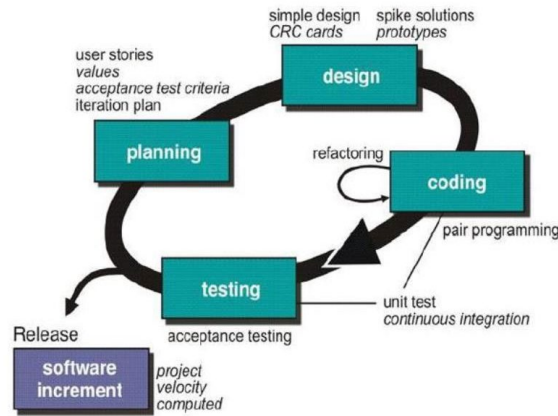 simple design
CRC cards
spike solutions
prototypes
design
user stories
values
acceptance test criteria
iteration plan
planning
refactoring
coding
pair programming
testing
unit test
continuous integration
acceptance testing
Release
software
increment
project
velocity
computed